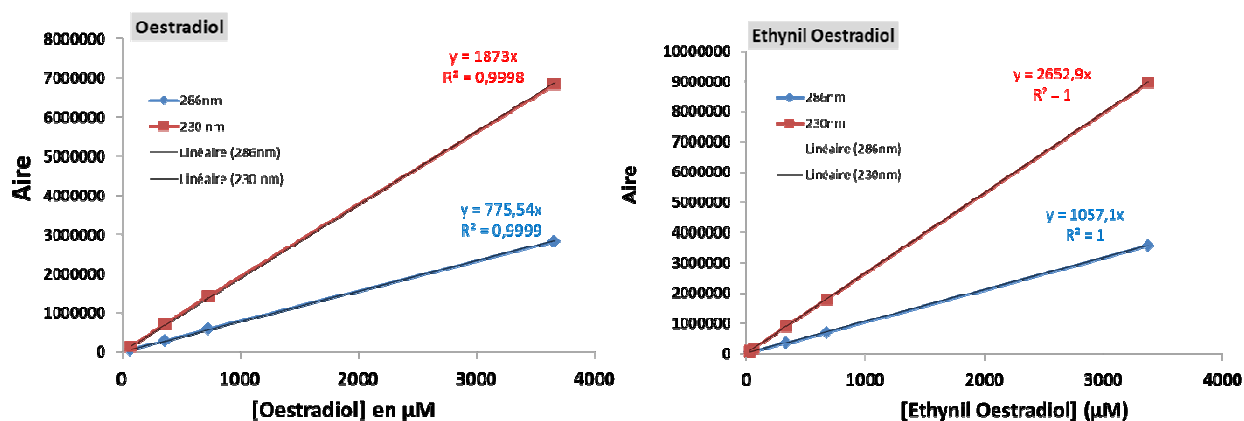 Oestradiol
8000000
7000000
6000000
5000000
4000000
3000000
2000000
1000000
0
Aire
286nm
230 nm
Linéaire (286nm)
Linéaire (230 nm)
y = 1873x
R² = 0,9998
y = 775,54x
R² = 0,9999
0
1000
2000
3000
4000
[Oestradiol] en µM
Ethynil Oestradiol
10000000
9000000
8000000
7000000
6000000
5000000
4000000
3000000
2000000
1000000
0
Aire
286nm
230nm
Linéaire (286nm)
Linéaire (230nm)
y = 2652,9x
R² = 1
y = 1057,1x
R² = 1
0
1000
2000
3000
4000
[Ethynil Oestradiol] (µM)